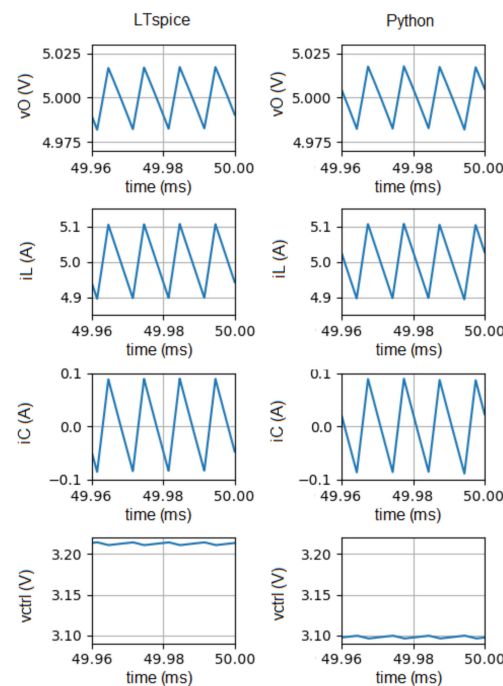 LTspice
Python
5.025
5.000
4.975
vO (V)
49.96 49.98 50.00
time (ms)
5.025
5.000
4.975
vO (V)
49.96 49.98 50.00
time (ms)
5.1
5.0
4.9
iL (A)
49.96 49.98 50.00
time (ms)
5.1
5.0
4.9
iL (A)
49.96 49.98 50.00
time (ms)
0.1
0.0
−0.1
iC (A)
49.96 49.98 50.00
time (ms)
0.1
0.0
−0.1
iC (A)
49.96 49.98 50.00
time (ms)
3.20
3.15
3.10
vctrl (V)
49.96 49.98 50.00
time (ms)
3.20
3.15
3.10
vctrl (V)
49.96 49.98 50.00
time (ms)